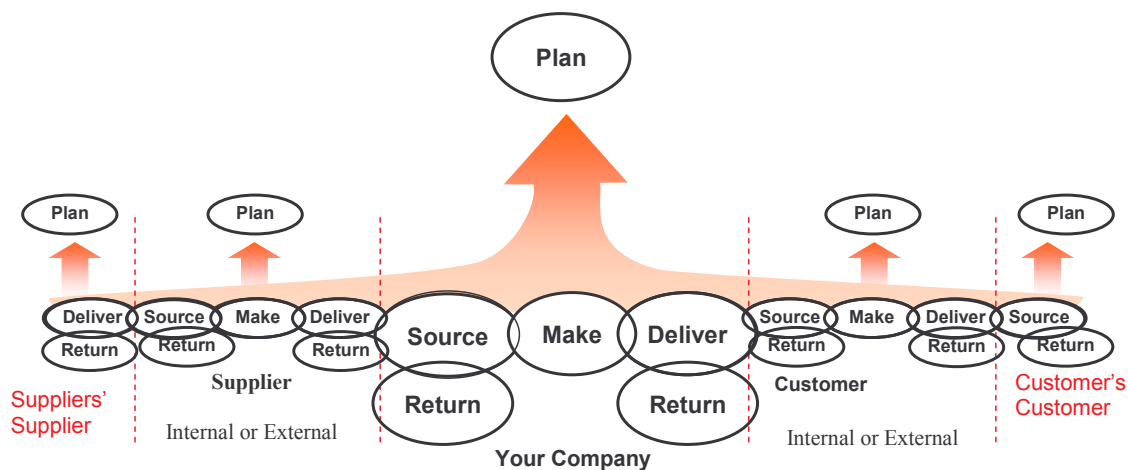 Plan
Plan
Plan
Plan
Plan
Deliver
Source
Make
Deliver
Source
Make
Deliver
Source
Make
Deliver
Source
Return
Return
Return
Return
Return
Return
Return
Return
Supplier
Customer
Suppliers’
Supplier
Customer’s
Customer
Internal or External
Internal or External
Your Company